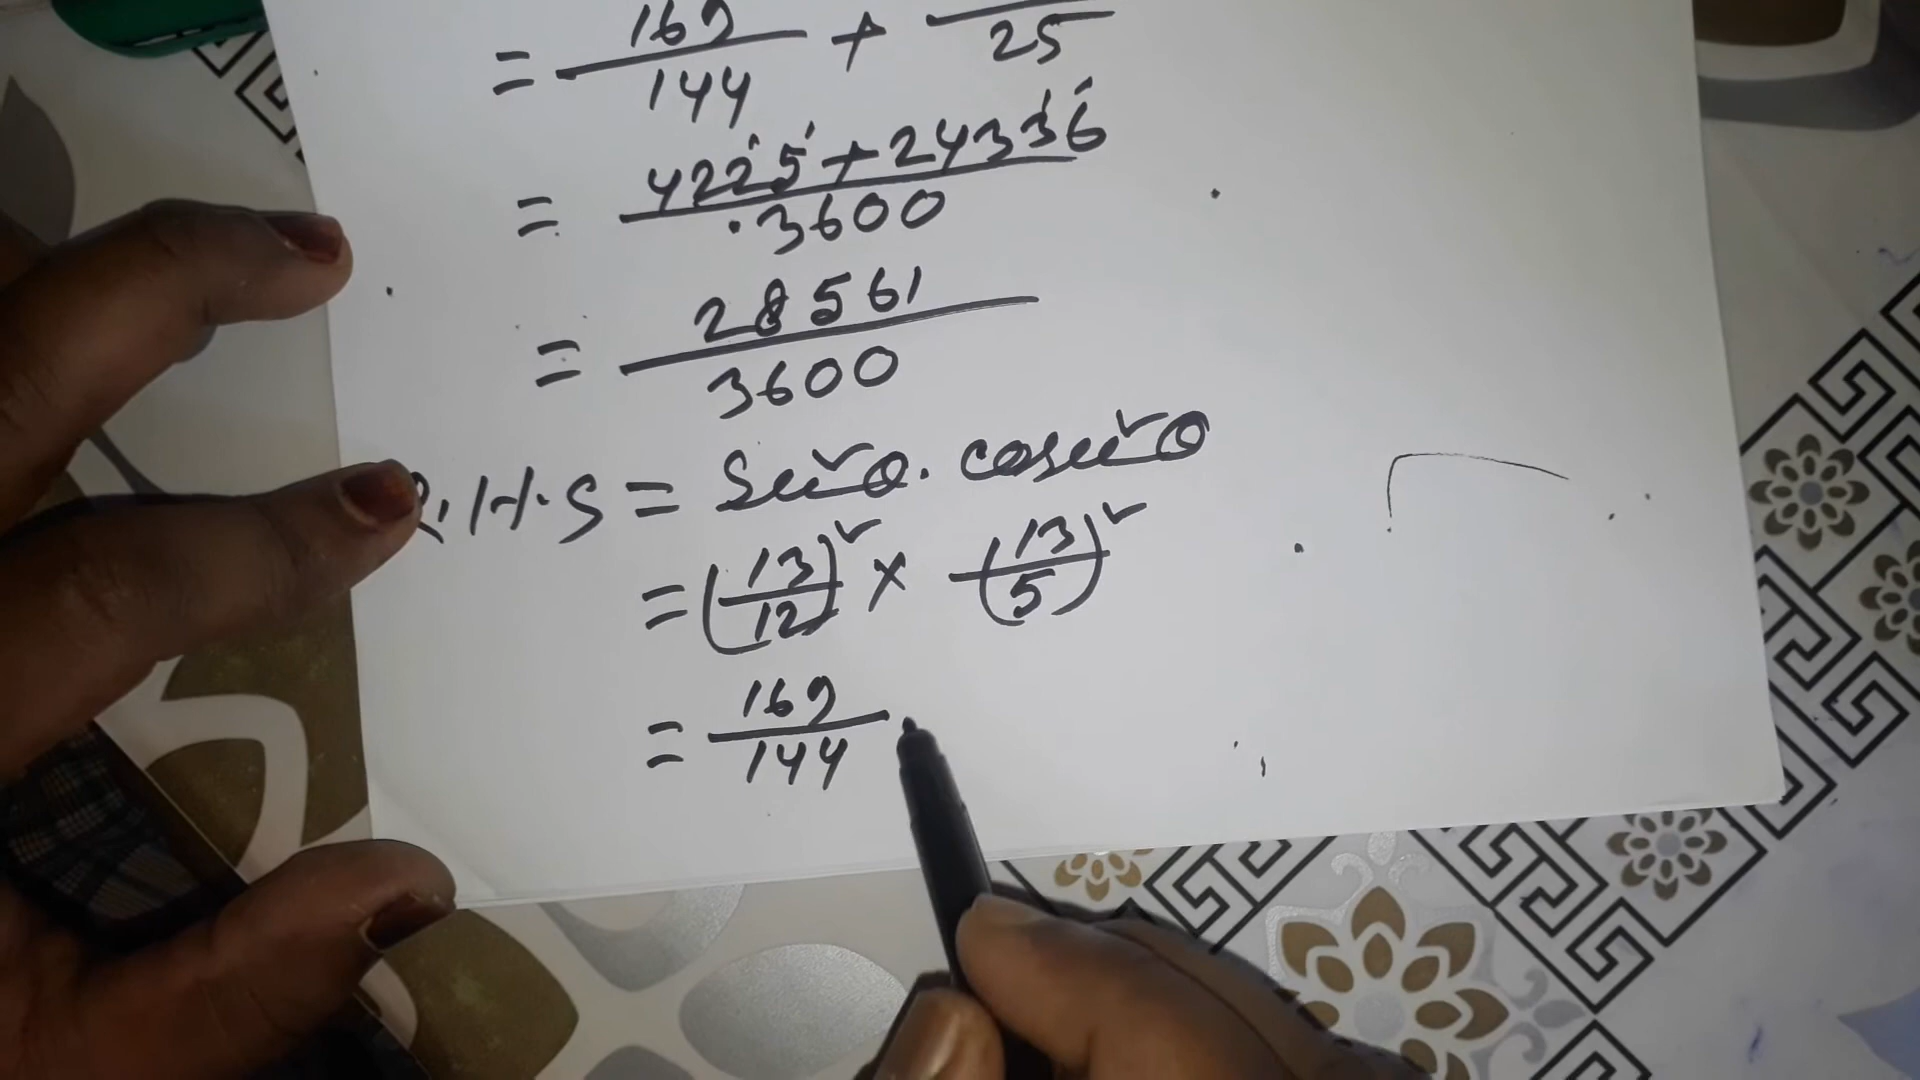 = 169/144 + /25
= 4225+24336/3600
= 28561/3600
R.H.S = Sec²θ. cosec²θ
= (13/12)² × (13/5)²
= 169/144